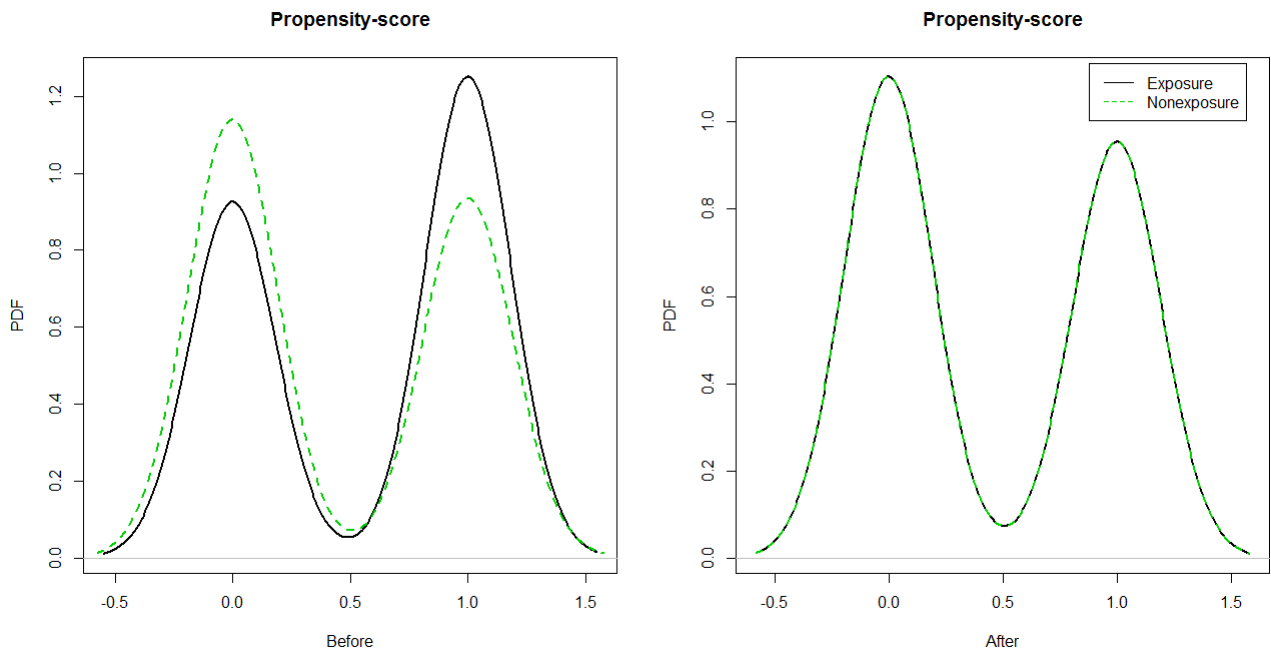 Propensity-score
PDF
0.0 0.2 0.4 0.6 0.8 1.0 1.2
-0.5 0.0 0.5 1.0 1.5
Before
Propensity-score
Exposure
Nonexposure
PDF
0.0 0.2 0.4 0.6 0.8 1.0
-0.5 0.0 0.5 1.0 1.5
After